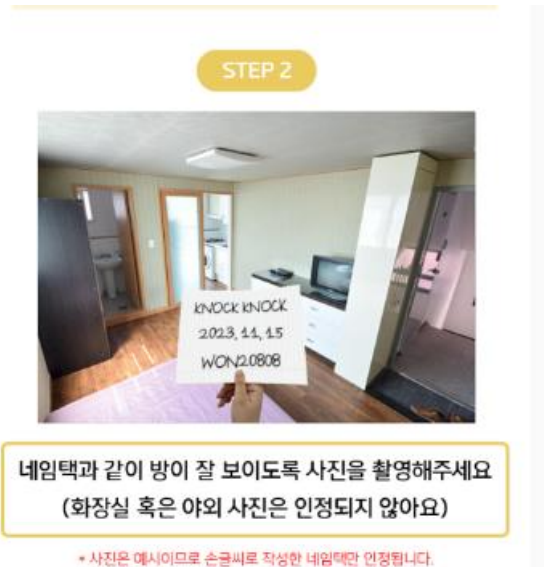 STEP 2
KNOCK KNOCK
2023, 11, 15
WON20808
네임택과 같이 방이 잘 보이도록 사진을 촬영해주세요
(화장실 혹은 야외 사진은 인정되지 않아요)
* 사진은 예시이므로 손글씨로 작성한 네임택만 인정됩니다.